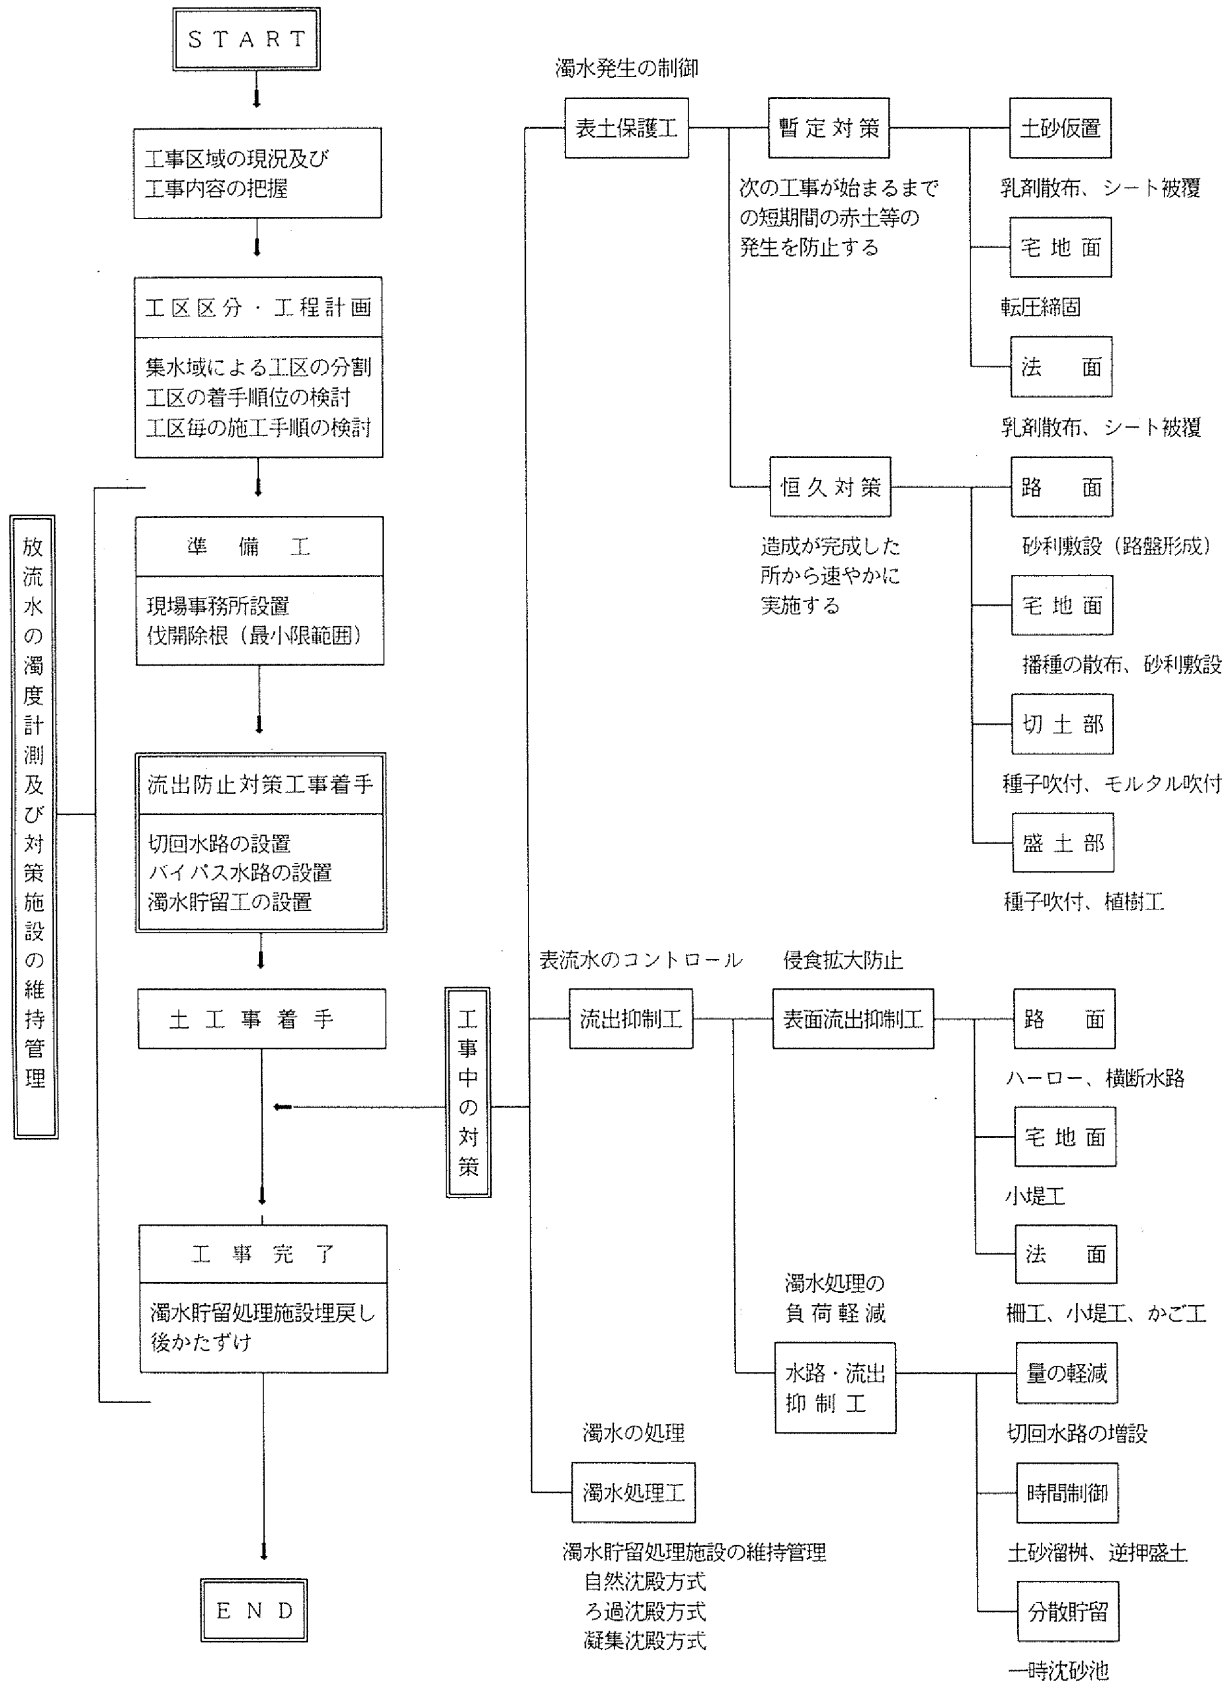 START
工事区域の現況及び
工事内容の把握
工区区分・工程計画
集水域による工区の分割
工区の着手順位の検討
工区毎の施工手順の検討
準備工
現場事務所設置
伐開除根（最小限範囲）
流出防止対策工事着手
切回水路の設置
バイパス水路の設置
濁水貯留工の設置
土工事着手
工事完了
濁水貯留処理施設埋戻し
後かたずけ
END
放流水の濁度計測及び対策施設の維持管理
工事中の対策
濁水発生の制御
表土保護工
暫定対策
次の工事が始まるまで
の短期間の赤土等の
発生を防止する
土砂仮置
乳剤散布、シート被覆
宅地面
転圧締固
法面
乳剤散布、シート被覆
恒久対策
造成が完成した
所から速やかに
実施する
路面
砂利敷設（路盤形成）
宅地面
播種の散布、砂利敷設
切土部
種子吹付、モルタル吹付
盛土部
種子吹付、植樹工
表流水のコントロール
流出抑制工
侵食拡大防止
表面流出抑制工
路面
ハーロー、横断水路
宅地面
小堤工
法面
柵工、小堤工、かご工
濁水処理の
負荷軽減
水路・流出
抑制工
量の軽減
切回水路の増設
時間制御
土砂溜桝、逆押盛土
分散貯留
一時沈砂池
濁水の処理
濁水処理工
濁水貯留処理施設の維持管理
自然沈殿方式
ろ過沈殿方式
凝集沈殿方式